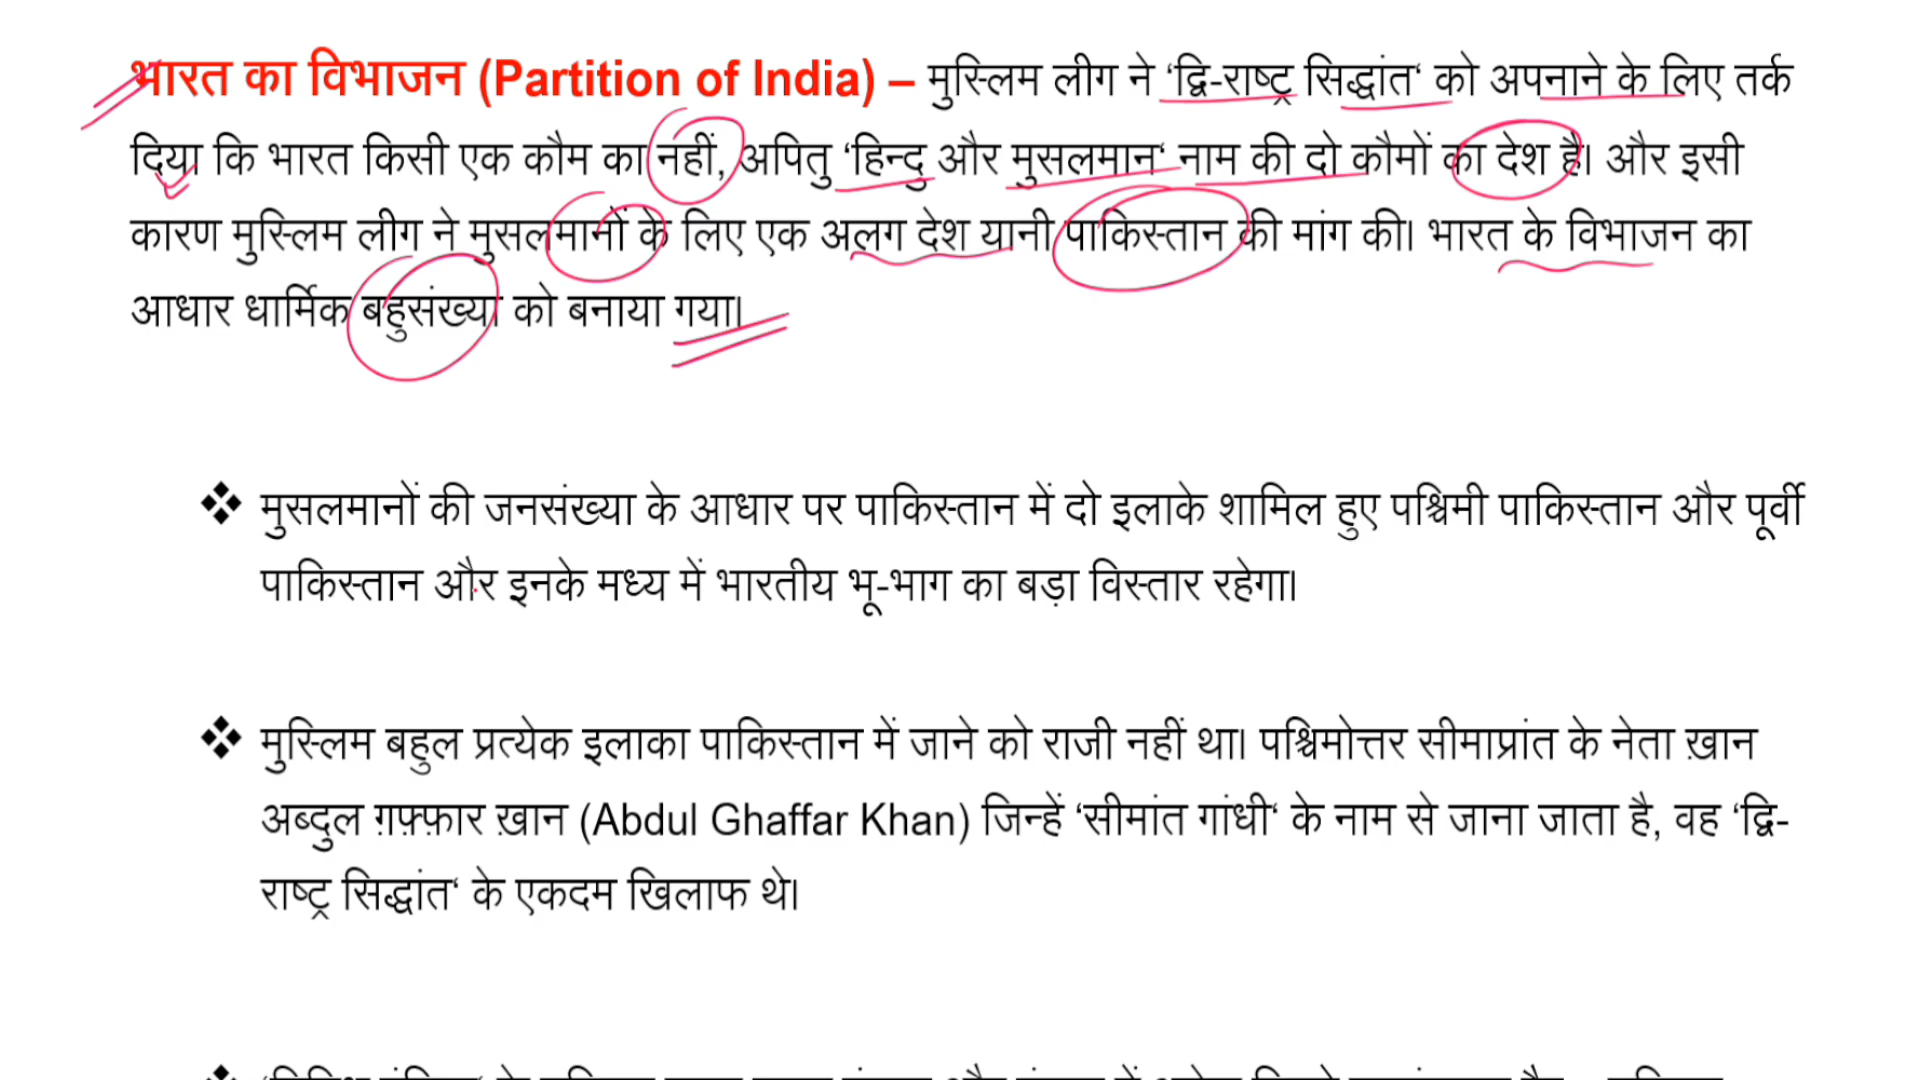 भारत का विभाजन (Partition of India) – मुस्लिम लीग ने ‘द्वि-राष्ट्र सिद्धांत‘ को अपनाने के लिए तर्क
दिया कि भारत किसी एक कौम का नहीं, अपितु ‘हिन्दु और मुसलमान‘ नाम की दो कौमों का देश है। और इसी
कारण मुस्लिम लीग ने मुसलमानों के लिए एक अलग देश यानी पाकिस्तान की मांग की। भारत के विभाजन का
आधार धार्मिक बहुसंख्या को बनाया गया।
❖ मुसलमानों की जनसंख्या के आधार पर पाकिस्तान में दो इलाके शामिल हुए पश्चिमी पाकिस्तान और पूर्वी
पाकिस्तान और इनके मध्य में भारतीय भू-भाग का बड़ा विस्तार रहेगा।
❖ मुस्लिम बहुल प्रत्येक इलाका पाकिस्तान में जाने को राजी नहीं था। पश्चिमोत्तर सीमाप्रांत के नेता ख़ान
अब्दुल ग़फ़्फ़ार ख़ान (Abdul Ghaffar Khan) जिन्हें ‘सीमांत गांधी‘ के नाम से जाना जाता है, वह ‘द्वि-
राष्ट्र सिद्धांत‘ के एकदम खिलाफ थे।